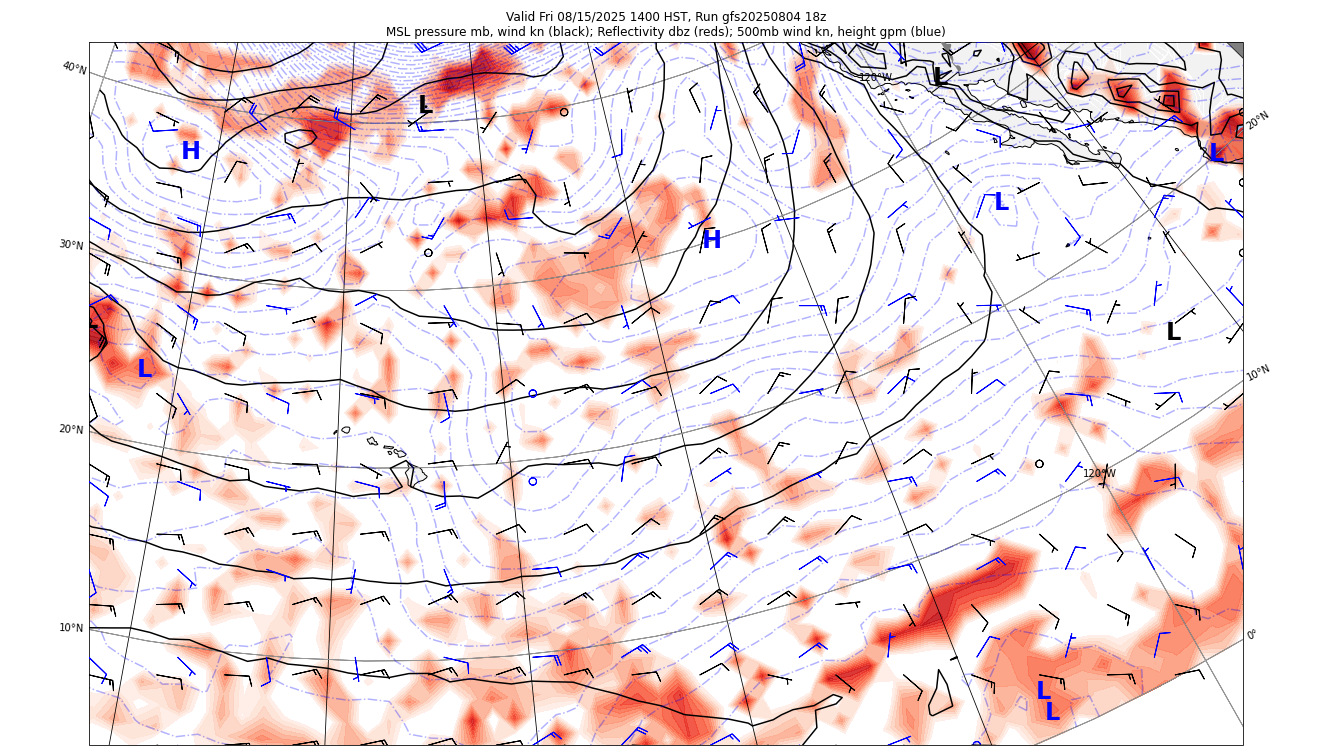 Valid Fri 08/15/2025 1400 HST, Run gfs20250804 18z
MSL pressure mb, wind kn (black); Reflectivity dbz (reds); 500mb wind kn, height gpm (blue)
40°N
120°W
L
L
20°N
H
L
L
H
30°N
L
L
L
10°N
20°N
120°W
10°N
0°
L
L